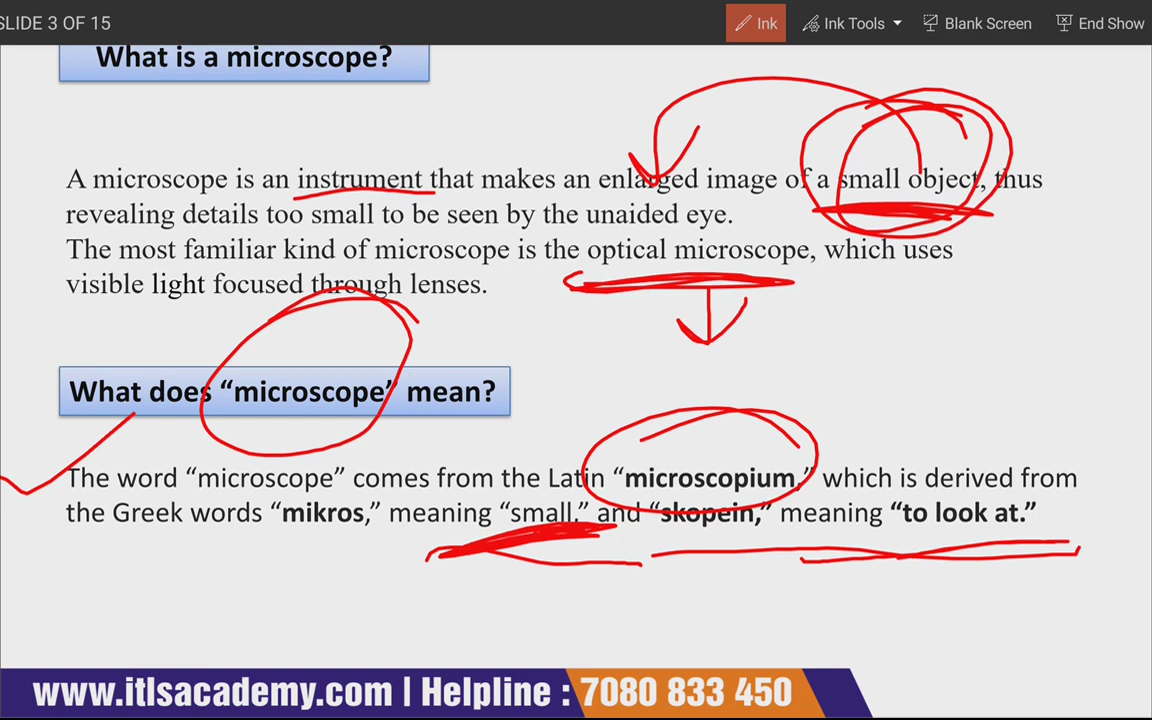 SLIDE 3 OF 15
Ink
Ink Tools
Blank Screen
End Show
What is a microscope?
A microscope is an instrument that makes an enlarged image of a small object, thus
revealing details too small to be seen by the unaided eye.
The most familiar kind of microscope is the optical microscope, which uses
visible light focused through lenses.
What does “microscope” mean?
The word “microscope” comes from the Latin “microscopium,” which is derived from
the Greek words “mikros,” meaning “small,” and “skopein,” meaning “to look at.”
www.itlsacademy.com | Helpline : 7080 833 450